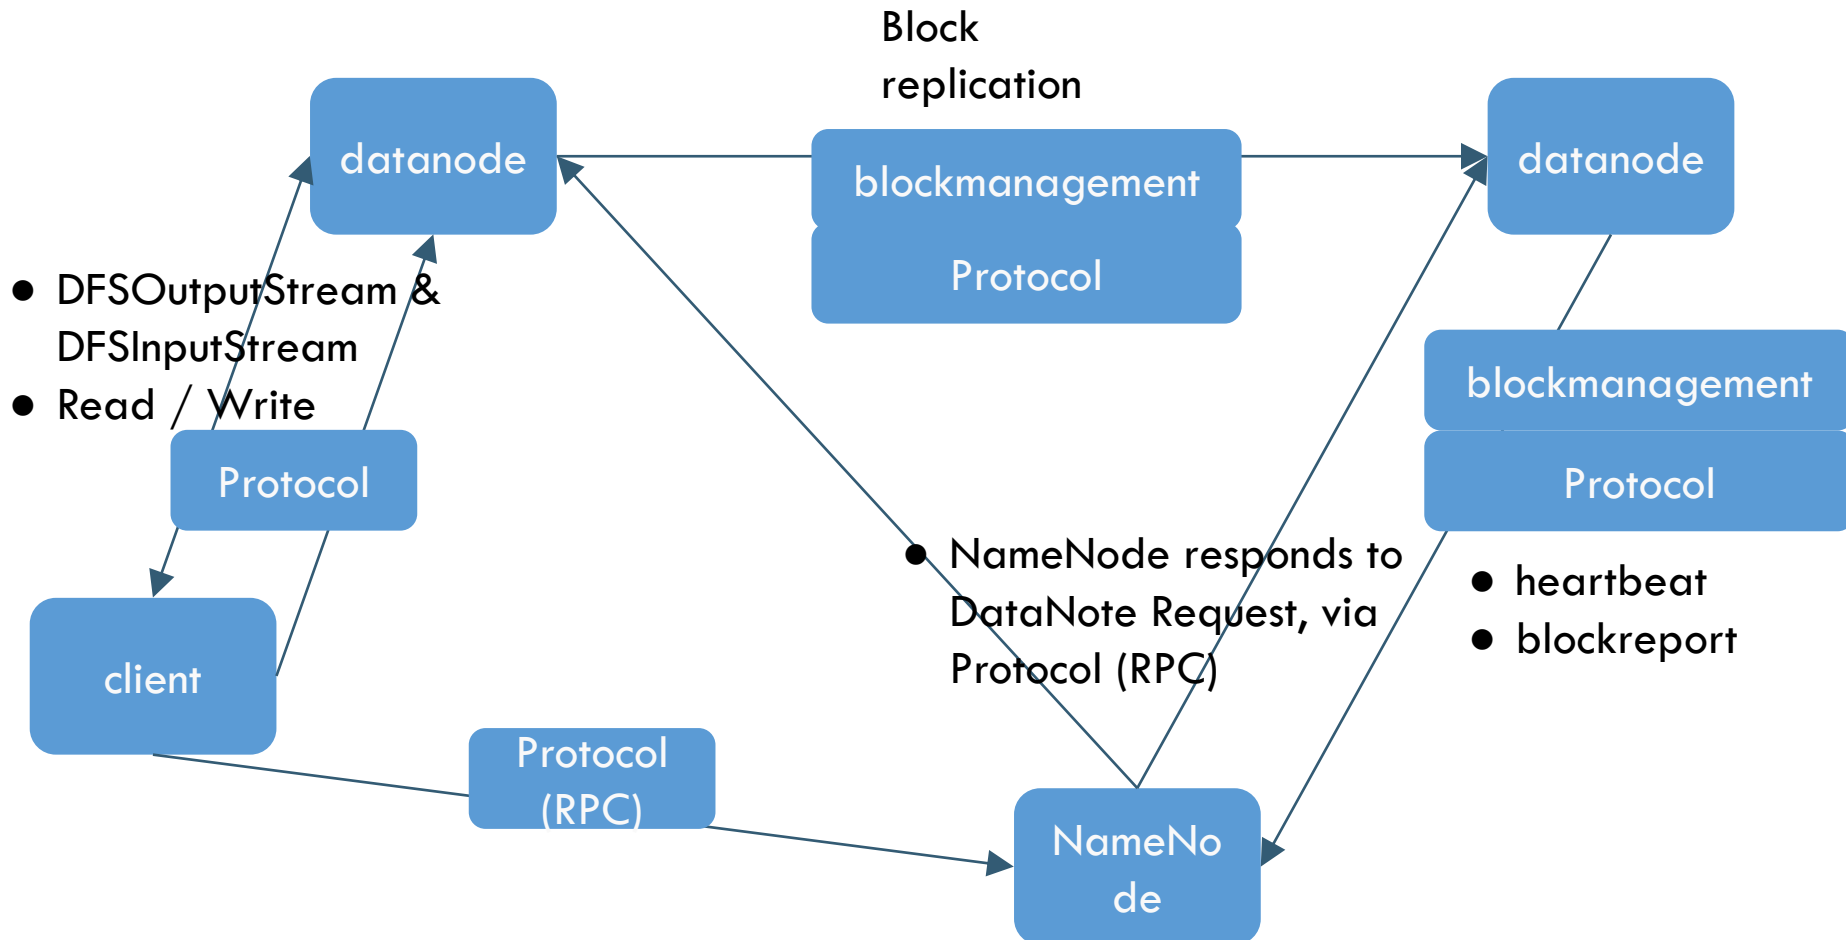 Block
replication
datanode
datanode
blockmanagement
Protocol
● DFSOutputStream &
DFSInputStream
● Read / Write
Protocol
blockmanagement
Protocol
● NameNode responds to
DataNote Request, via
Protocol (RPC)
● heartbeat
● blockreport
client
Protocol
(RPC)
NameNo
de